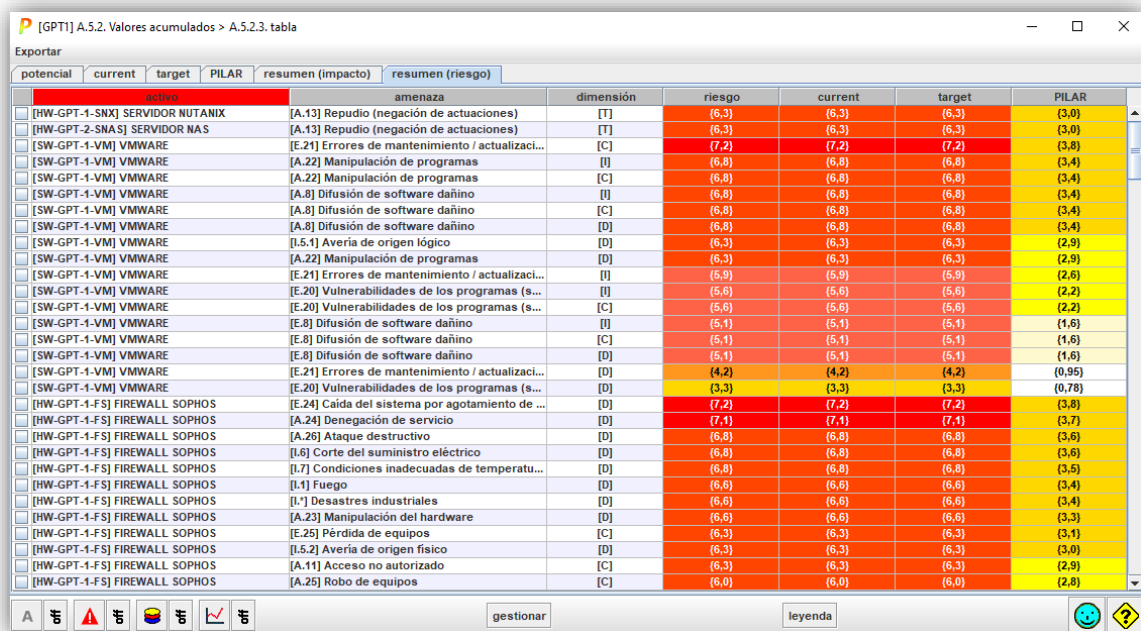 [GPT1] A.5.2. Valores acumulados > A.5.2.3. tabla
Exportar
potencial current target PILAR resumen (impacto) resumen (riesgo)
activo amenaza dimensión riesgo current target PILAR
[HW-GPT-1-SNX] SERVIDOR NUTANIX [A.13] Repudio (negación de actuaciones) [T] {6,3} {6,3} {6,3} {3,0}
[HW-GPT-2-SNAS] SERVIDOR NAS [A.13] Repudio (negación de actuaciones) [T] {6,3} {6,3} {6,3} {3,0}
[SW-GPT-1-VM] VMWARE [E.21] Errores de mantenimiento / actualizaci... [C] {7,2} {7,2} {7,2} {3,8}
[SW-GPT-1-VM] VMWARE [A.22] Manipulación de programas [I] {6,8} {6,8} {6,8} {3,4}
[SW-GPT-1-VM] VMWARE [A.22] Manipulación de programas [C] {6,8} {6,8} {6,8} {3,4}
[SW-GPT-1-VM] VMWARE [A.8] Difusión de software dañino [I] {6,8} {6,8} {6,8} {3,4}
[SW-GPT-1-VM] VMWARE [A.8] Difusión de software dañino [C] {6,8} {6,8} {6,8} {3,4}
[SW-GPT-1-VM] VMWARE [A.8] Difusión de software dañino [D] {6,8} {6,8} {6,8} {3,4}
[SW-GPT-1-VM] VMWARE [I.5.1] Avería de origen lógico [D] {6,3} {6,3} {6,3} {2,9}
[SW-GPT-1-VM] VMWARE [A.22] Manipulación de programas [D] {6,3} {6,3} {6,3} {2,9}
[SW-GPT-1-VM] VMWARE [E.21] Errores de mantenimiento / actualizaci... [I] {5,9} {5,9} {5,9} {2,6}
[SW-GPT-1-VM] VMWARE [E.20] Vulnerabilidades de los programas (s... [I] {5,6} {5,6} {5,6} {2,2}
[SW-GPT-1-VM] VMWARE [E.20] Vulnerabilidades de los programas (s... [C] {5,6} {5,6} {5,6} {2,2}
[SW-GPT-1-VM] VMWARE [E.8] Difusión de software dañino [I] {5,1} {5,1} {5,1} {1,6}
[SW-GPT-1-VM] VMWARE [E.8] Difusión de software dañino [C] {5,1} {5,1} {5,1} {1,6}
[SW-GPT-1-VM] VMWARE [E.8] Difusión de software dañino [D] {5,1} {5,1} {5,1} {1,6}
[SW-GPT-1-VM] VMWARE [E.21] Errores de mantenimiento / actualizaci... [D] {4,2} {4,2} {4,2} {0,95}
[SW-GPT-1-VM] VMWARE [E.20] Vulnerabilidades de los programas (s... [D] {3,3} {3,3} {3,3} {0,78}
[HW-GPT-1-FS] FIREWALL SOPHOS [E.24] Caída del sistema por agotamiento de ... [D] {7,2} {7,2} {7,2} {3,8}
[HW-GPT-1-FS] FIREWALL SOPHOS [A.24] Denegación de servicio [D] {7,1} {7,1} {7,1} {3,7}
[HW-GPT-1-FS] FIREWALL SOPHOS [A.26] Ataque destructivo [D] {6,8} {6,8} {6,8} {3,6}
[HW-GPT-1-FS] FIREWALL SOPHOS [I.6] Corte del suministro eléctrico [D] {6,8} {6,8} {6,8} {3,6}
[HW-GPT-1-FS] FIREWALL SOPHOS [I.7] Condiciones inadecuadas de temperatu... [D] {6,8} {6,8} {6,8} {3,5}
[HW-GPT-1-FS] FIREWALL SOPHOS [I.1] Fuego [D] {6,6} {6,6} {6,6} {3,4}
[HW-GPT-1-FS] FIREWALL SOPHOS [I.*] Desastres industriales [D] {6,6} {6,6} {6,6} {3,4}
[HW-GPT-1-FS] FIREWALL SOPHOS [A.23] Manipulación del hardware [D] {6,6} {6,6} {6,6} {3,3}
[HW-GPT-1-FS] FIREWALL SOPHOS [E.25] Pérdida de equipos [C] {6,3} {6,3} {6,3} {3,1}
[HW-GPT-1-FS] FIREWALL SOPHOS [I.5.2] Avería de origen físico [D] {6,3} {6,3} {6,3} {3,0}
[HW-GPT-1-FS] FIREWALL SOPHOS [A.11] Acceso no autorizado [C] {6,3} {6,3} {6,3} {2,9}
[HW-GPT-1-FS] FIREWALL SOPHOS [A.25] Robo de equipos [C] {6,0} {6,0} {6,0} {2,8}
A gestionar leyenda